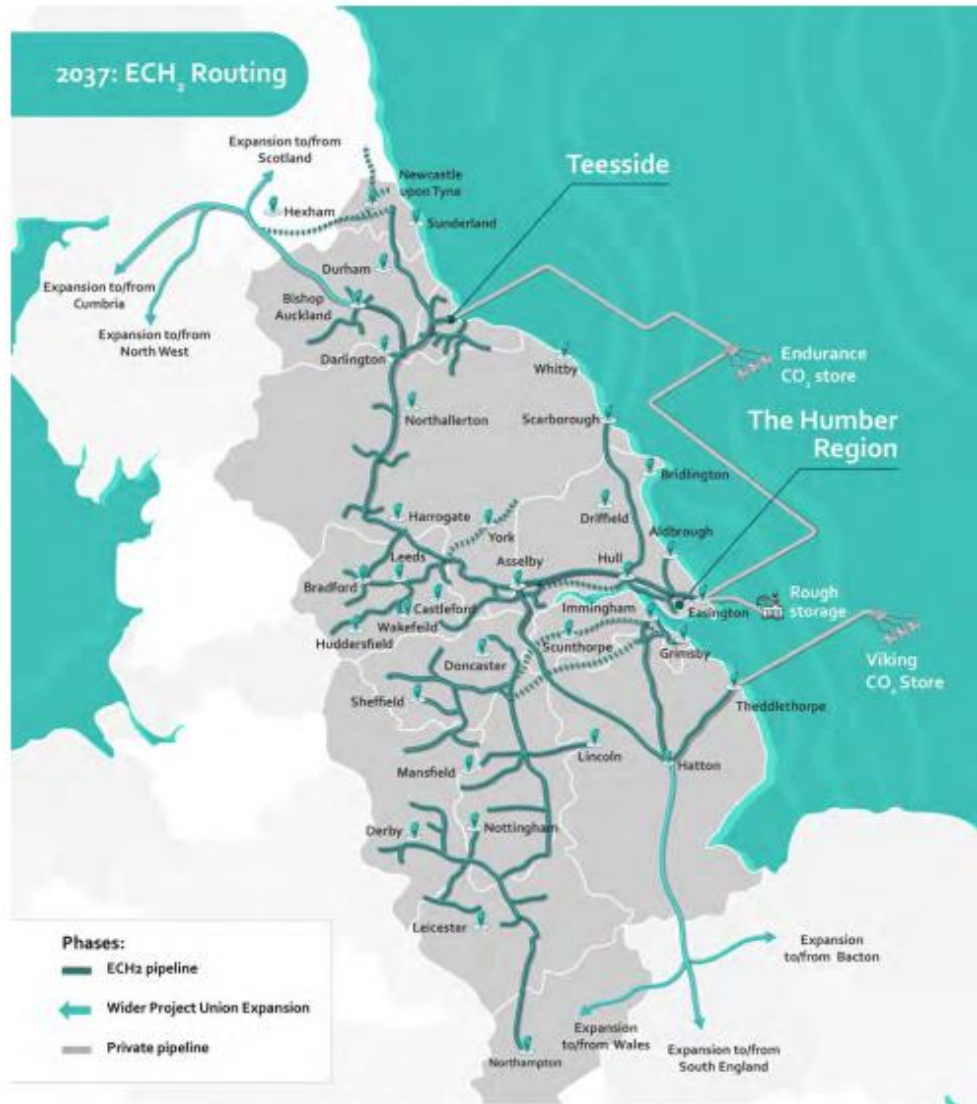 2037: ECH₂ Routing
Expansion to/from
Scotland
Teesside
Newcastle
upon Tyne
Hexham
Sunderland
Durham
Expansion to/from
Cumbria
Bishop
Auckland
Expansion to/from
North West
Darlington
Whitby
Endurance
CO₂ store
Northallerton
Scarborough
The Humber
Region
Bridlington
Harrogate
York
Driffield
Aldbrough
Leeds
Asselby
Hull
Bradford
Castleford
Immingham
Easington
Rough
storage
Wakefeild
Huddersfield
Scunthorpe
Grimsby
Doncaster
Viking
CO₂ Store
Sheffield
Theddlethorpe
Mansfield
Lincoln
Hatton
Derby
Nottingham
Leicester
Phases:
ECH2 pipeline
Wider Project Union Expansion
Private pipeline
Expansion
to/from Bacton
Expansion
to/from Wales
Expansion to/from
South England
Northampton